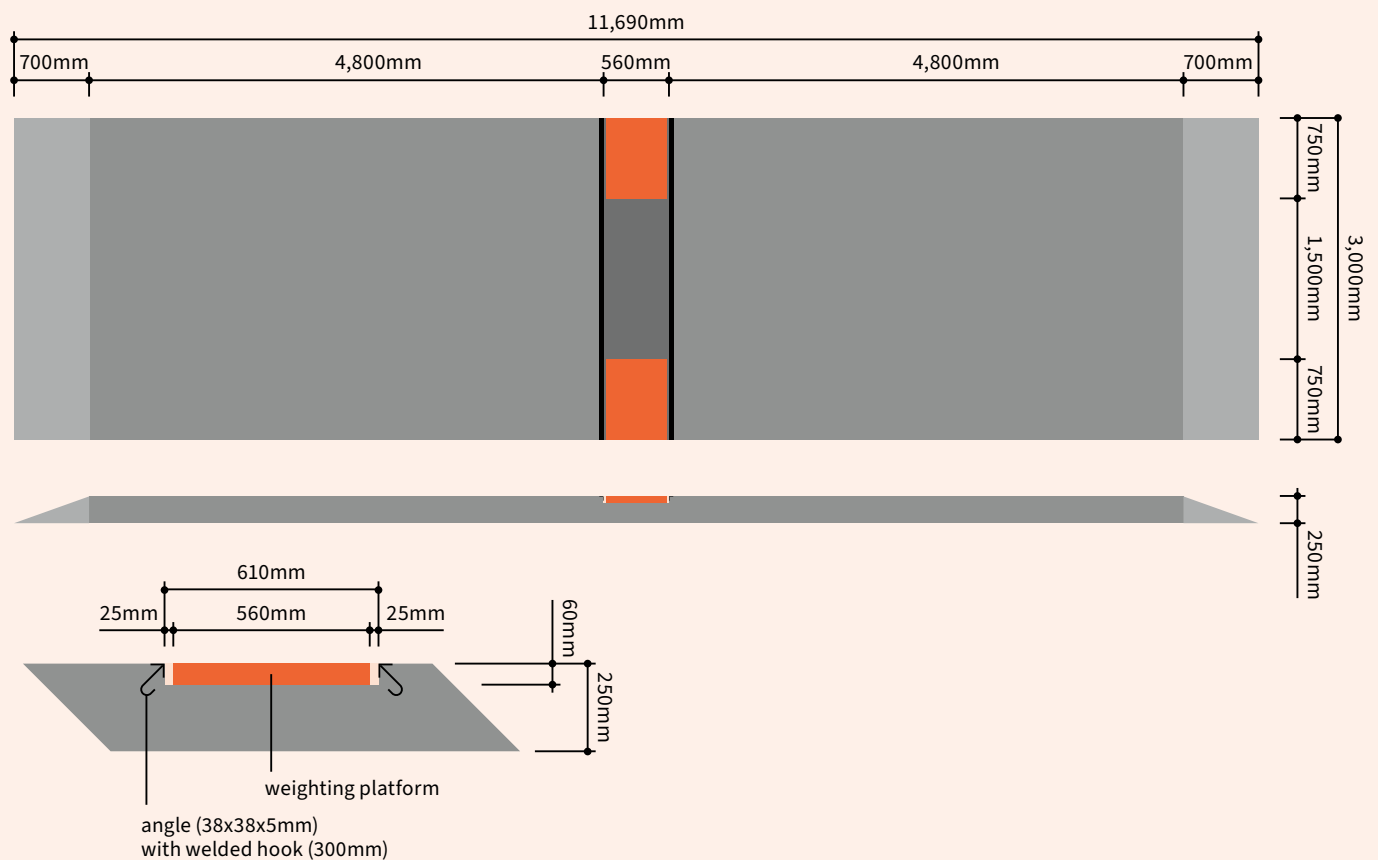 11,690mm
700mm
4,800mm
560mm
4,800mm
700mm
750mm
1,500mm
750mm
3,000mm
250mm
610mm
25mm
560mm
25mm
60mm
250mm
weighting platform
angle (38x38x5mm)
with welded hook (300mm)